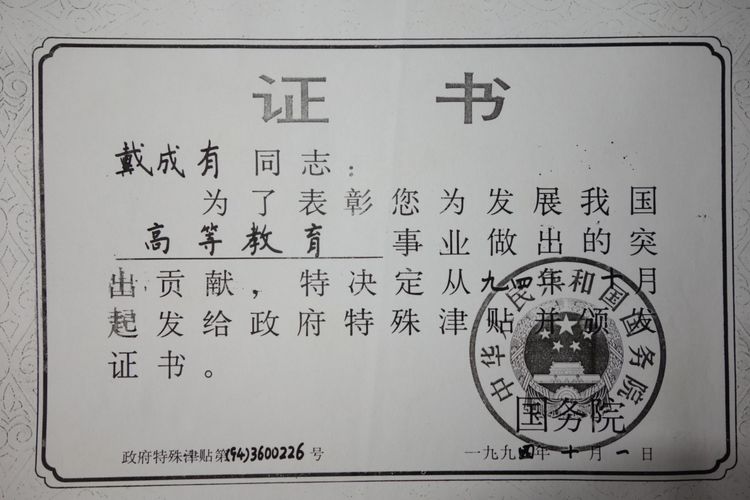 证书
戴成有同志：
为了表彰您为发展我国
高等教育事业做出的突
出贡献，特决定从九四年十月
起发给政府特殊津贴并颁发
证书。
中华人民共和国国务院
国务院
政府特殊津贴第(94)3600226号
一九九四年十月一日